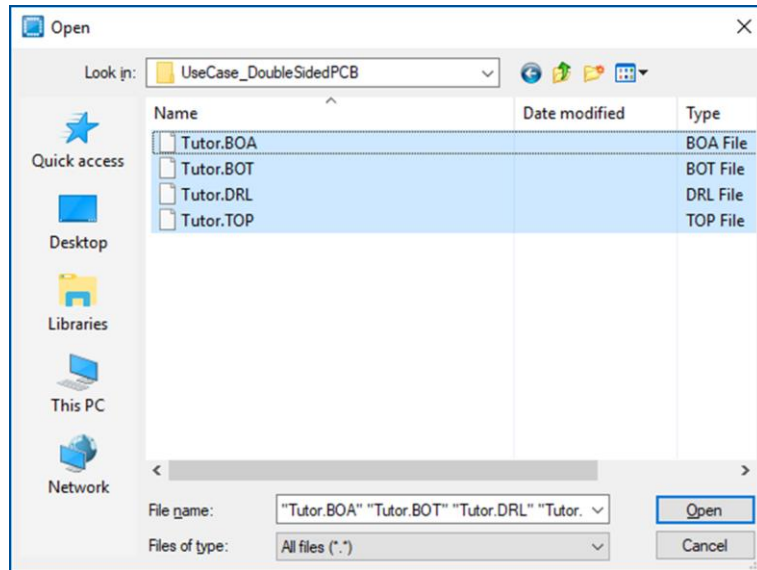 Open
Look in: UseCase_DoubleSidedPCB
Name Date modified Type
Tutor.BOA BOA File
Tutor.BOT BOT File
Tutor.DRL DRL File
Tutor.TOP TOP File
Quick access
Desktop
Libraries
This PC
Network
File name: "Tutor.BOA" "Tutor.BOT" "Tutor.DRL" "Tutor. Open
Files of type: All files (*.*) Cancel